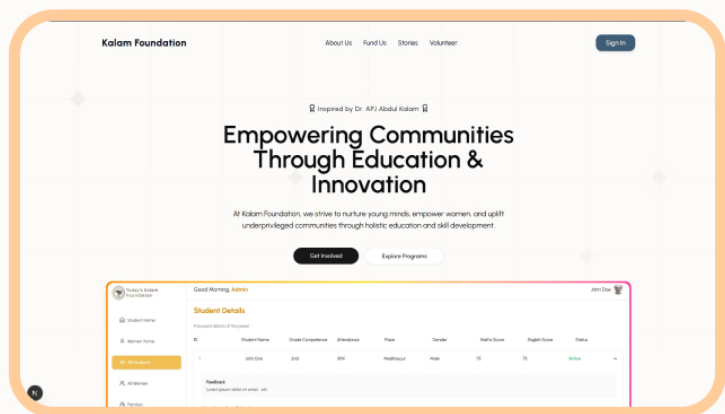 Kalam Foundation
About Us Fund Us Stories Volunteer
Sign In
Inspired by Dr. APJ Abdul Kalam
Empowering Communities
Through Education &
Innovation
At Kalam Foundation, we strive to nurture young minds, empower women, and uplift
underprivileged communities through holistic education and skill development.
Get Involved
Explore Programs
Today's Kalam
Foundation
Good Morning, Admin
John Doe
Student Home
Women Home
All Students
All Women
Student Details
ID Student Name Grade Competence Attendance Place Gender Maths Score English Score Status
1 John Doe 2nd Male Active
Feedback
N